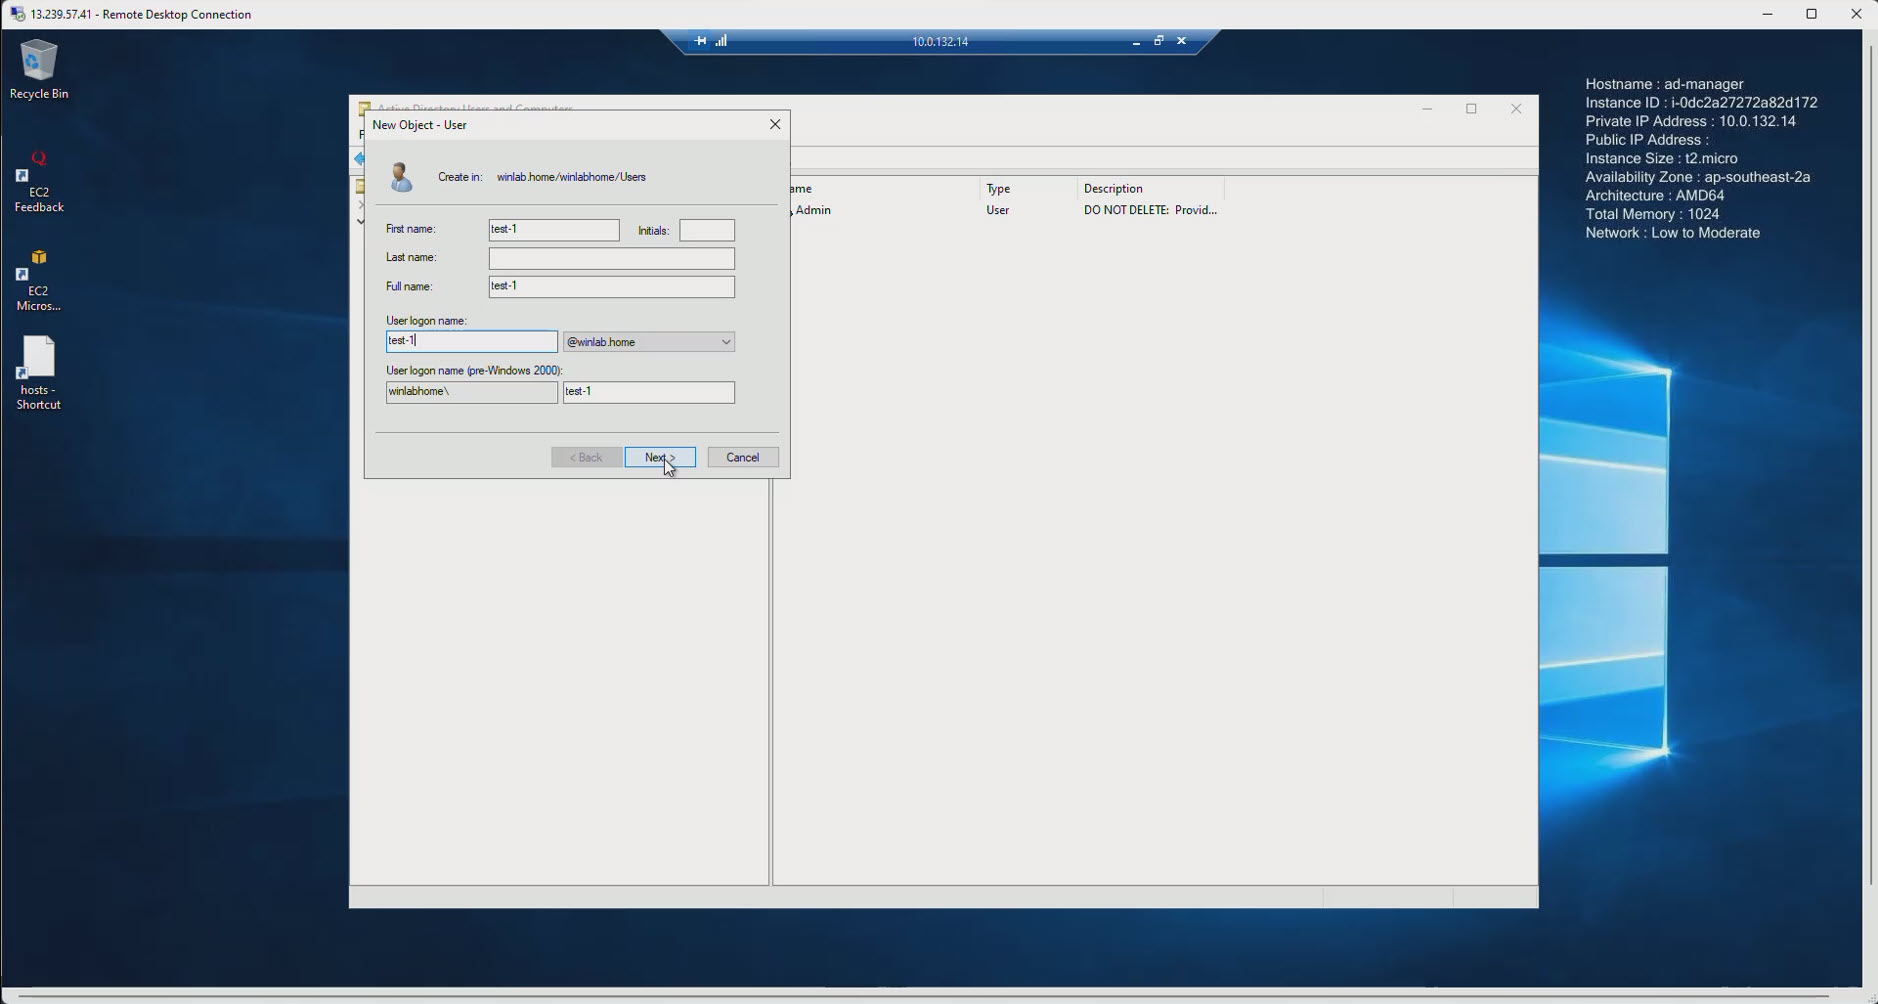 13.239.57.41 - Remote Desktop Connection
10.0.132.14
Recycle Bin
EC2
Feedback
EC2
Micros...
hosts -
Shortcut
Hostname : ad-manager
Instance ID : i-0dc2a27272a82d172
Private IP Address : 10.0.132.14
Public IP Address :
Instance Size : t2.micro
Availability Zone : ap-southeast-2a
Architecture : AMD64
Total Memory : 1024
Network : Low to Moderate
Active Directory Users and Computers
New Object - User
Create in: winlab.home/winlabhome/Users
First name: test-1 Initials:
Last name:
Full name: test-1
User logon name:
test-1 @winlab.home
User logon name (pre-Windows 2000):
winlabhome\ test-1
< Back Next > Cancel
ame Type Description
Admin User DO NOT DELETE: Provid...